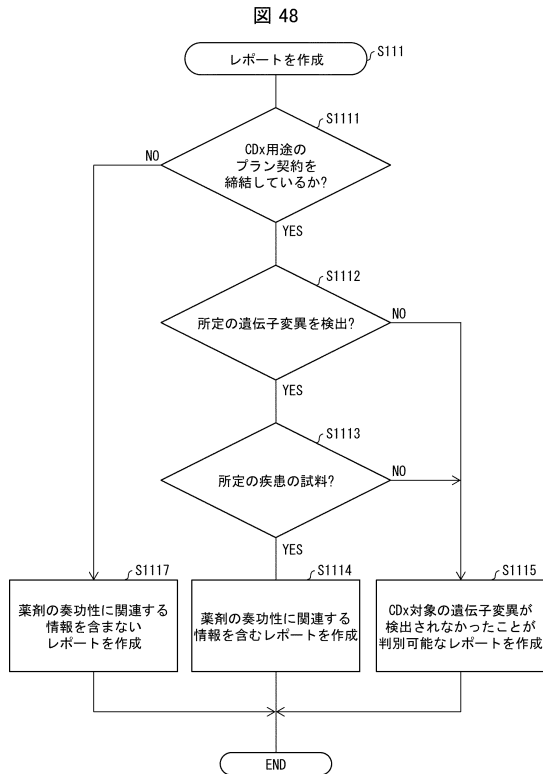 図 48
レポートを作成
S111
S1111
CDx用途の
プラン契約を
締結しているか?
NO
YES
S1112
所定の遺伝子変異を検出?
NO
YES
S1113
所定の疾患の試料?
NO
YES
S1117
薬剤の奏功性に関連する
情報を含まない
レポートを作成
S1114
薬剤の奏功性に関連する
情報を含むレポートを作成
S1115
CDx対象の遺伝子変異が
検出されなかったことが
判別可能なレポートを作成
END